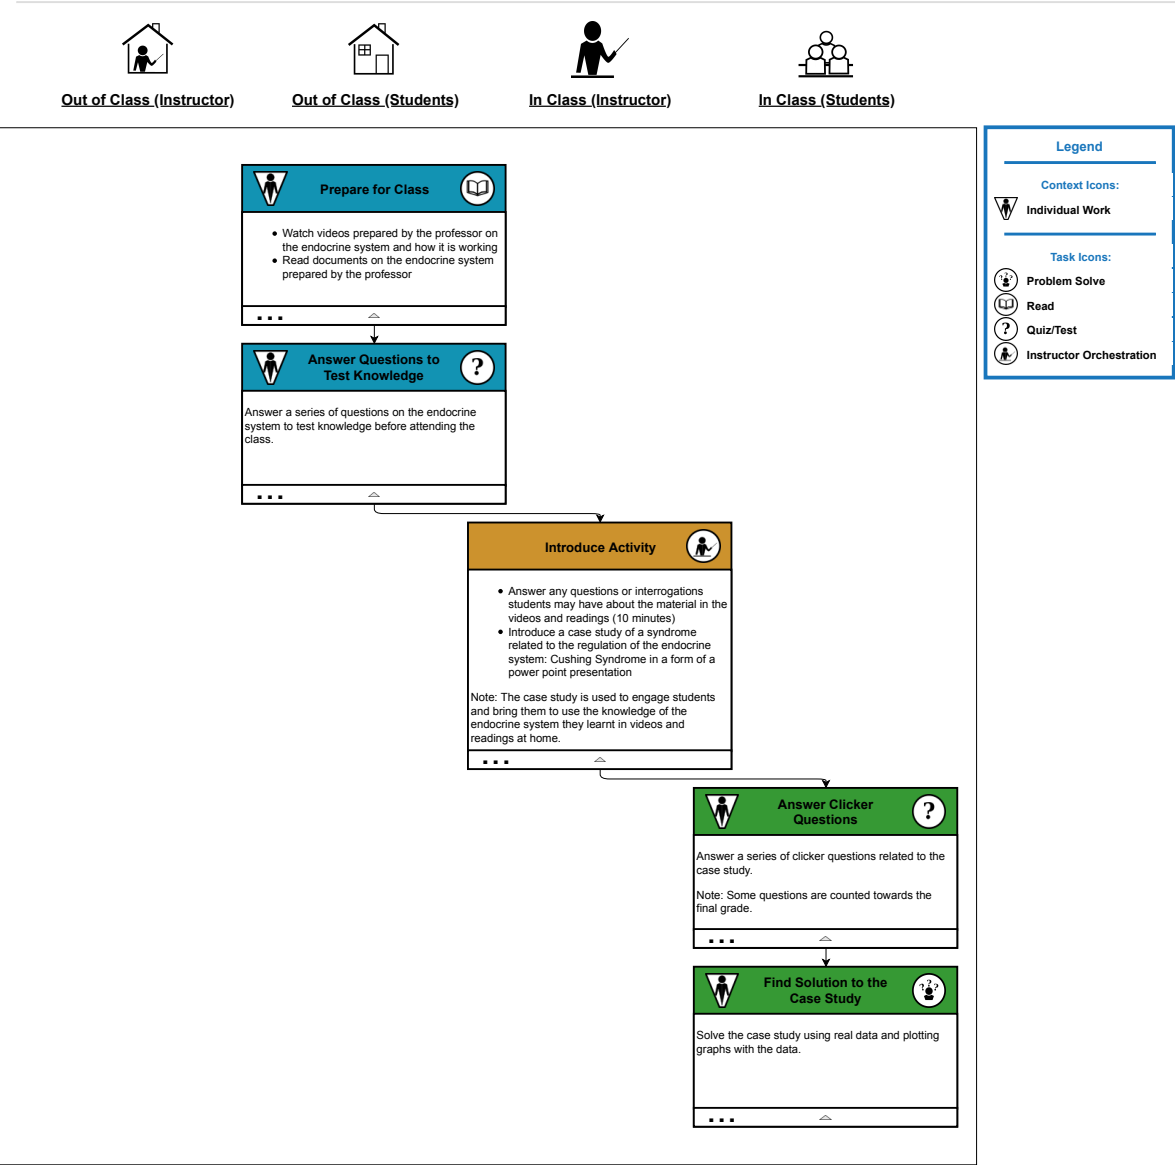 Out of Class (Instructor)
Out of Class (Students)
In Class (Instructor)
In Class (Students)
Legend
Context Icons:
Individual Work
Task Icons:
Problem Solve
Read
Quiz/Test
Instructor Orchestration
Prepare for Class
• Watch videos prepared by the professor on
the endocrine system and how it is working
• Read documents on the endocrine system
prepared by the professor
Answer Questions to
Test Knowledge
?
Answer a series of questions on the endocrine
system to test knowledge before attending the
class.
Introduce Activity
• Answer any questions or interrogations
students may have about the material in the
videos and readings (10 minutes)
• Introduce a case study of a syndrome
related to the regulation of the endocrine
system: Cushing Syndrome in a form of a
power point presentation
Note: The case study is used to engage students
and bring them to use the knowledge of the
endocrine system they learnt in videos and
readings at home.
Answer Clicker
Questions
?
Answer a series of clicker questions related to the
case study.
Note: Some questions are counted towards the
final grade.
Find Solution to the
Case Study
Solve the case study using real data and plotting
graphs with the data.